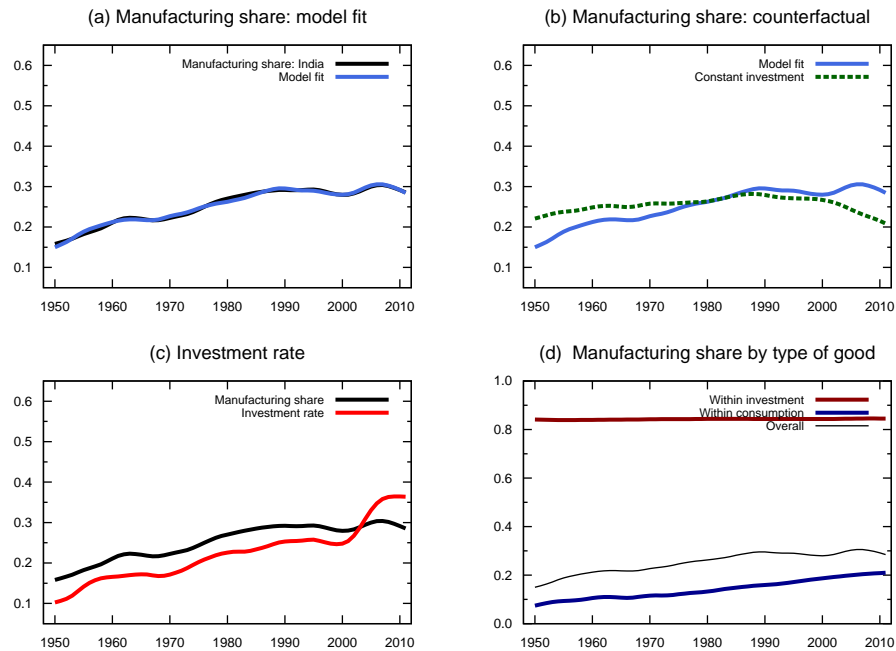 (a) Manufacturing share: model fit
0.6
0.5
0.4
0.3
0.2
0.1
Manufacturing share: India
Model fit
1950 1960 1970 1980 1990 2000 2010
(b) Manufacturing share: counterfactual
0.6
0.5
0.4
0.3
0.2
0.1
Model fit
Constant investment
1950 1960 1970 1980 1990 2000 2010
(c) Investment rate
0.6
0.5
0.4
0.3
0.2
0.1
Manufacturing share
Investment rate
1950 1960 1970 1980 1990 2000 2010
(d) Manufacturing share by type of good
1.0
0.8
0.6
0.4
0.2
0.0
Within investment
Within consumption
Overall
1950 1960 1970 1980 1990 2000 2010